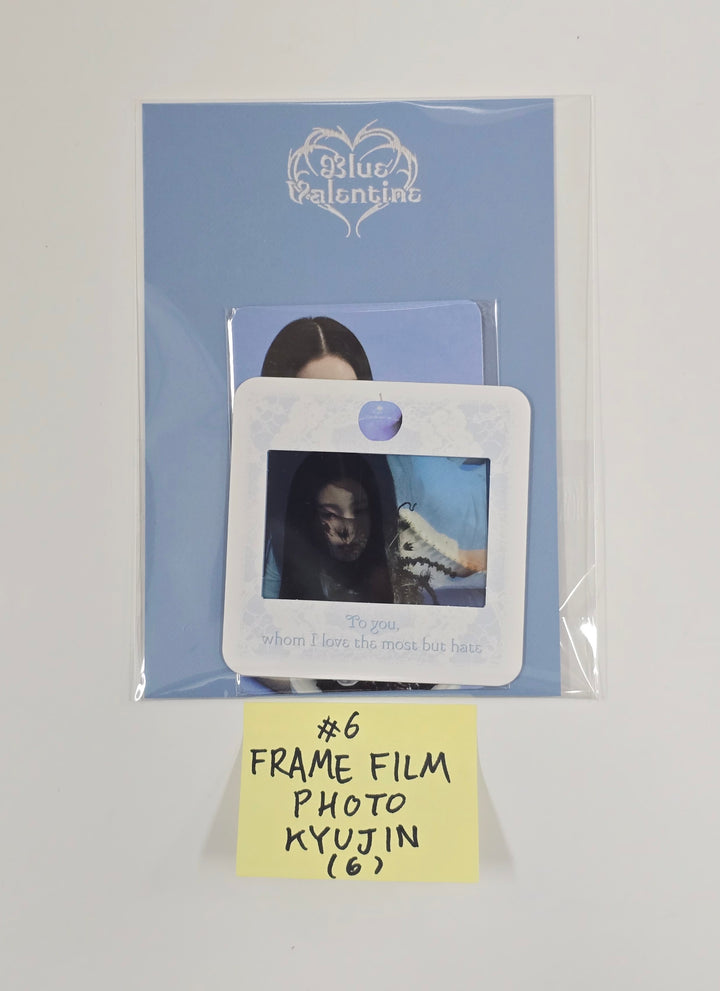 Blue
Valentine
To you,
whom I love the most but hate
#6
FRAME FILM
PHOTO
KYUJIN
(6)